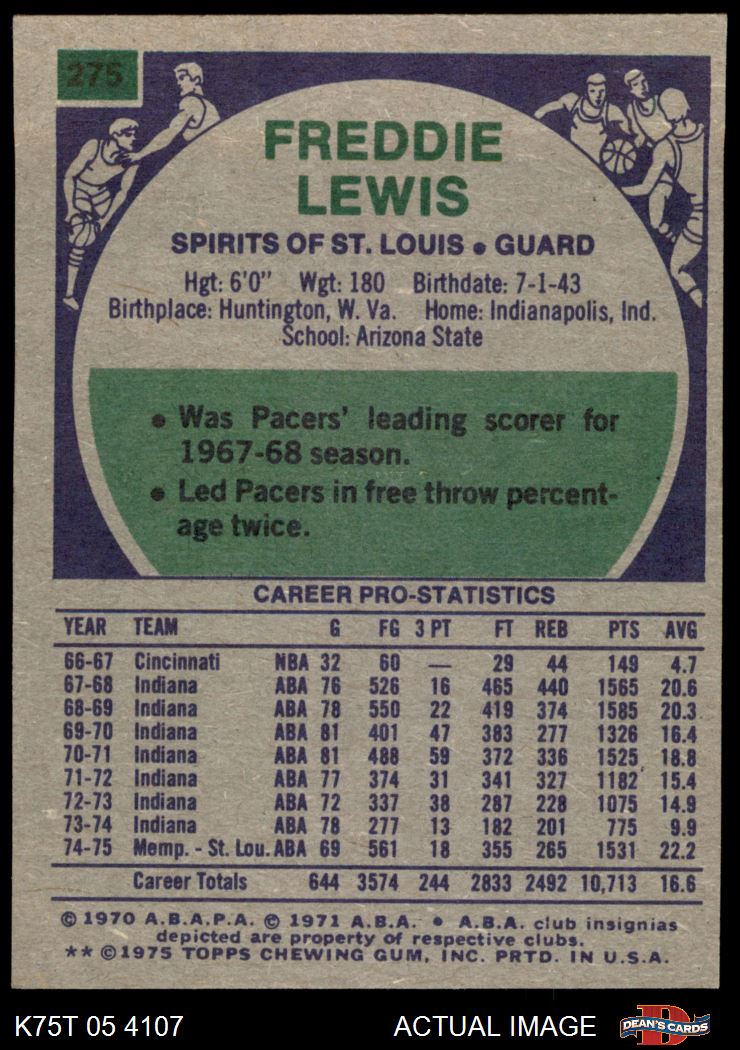 275
FREDDIE
LEWIS
SPIRITS OF ST. LOUIS • GUARD
Hgt: 6'0" Wgt: 180 Birthdate: 7-1-43
Birthplace: Huntington, W. Va. Home: Indianapolis, Ind.
School: Arizona State
• Was Pacers' leading scorer for
1967-68 season.
• Led Pacers in free throw percent-
age twice.
CAREER PRO-STATISTICS
YEAR TEAM G FG 3 PT FT REB PTS AVG
66-67 Cincinnati NBA 32 60 — 29 44 149 4.7
67-68 Indiana ABA 76 526 16 465 440 1565 20.6
68-69 Indiana ABA 78 550 22 419 374 1585 20.3
69-70 Indiana ABA 81 401 47 383 277 1326 16.4
70-71 Indiana ABA 81 488 59 372 336 1525 18.8
71-72 Indiana ABA 77 374 31 341 327 1182 15.4
72-73 Indiana ABA 72 337 38 287 228 1075 14.9
73-74 Indiana ABA 78 277 13 182 201 775 9.9
74-75 Memp. - St. Lou. ABA 69 561 18 355 265 1531 22.2
Career Totals 644 3574 244 2833 2492 10,713 16.6
© 1970 A.B.A.P.A. © 1971 A.B.A. • A.B.A. club insignias
depicted are property of respective clubs.
** ©1975 TOPPS CHEWING GUM, INC. PRTD. IN U.S.A.
K75T 05 4107 ACTUAL IMAGE D DEAN'S CARDS